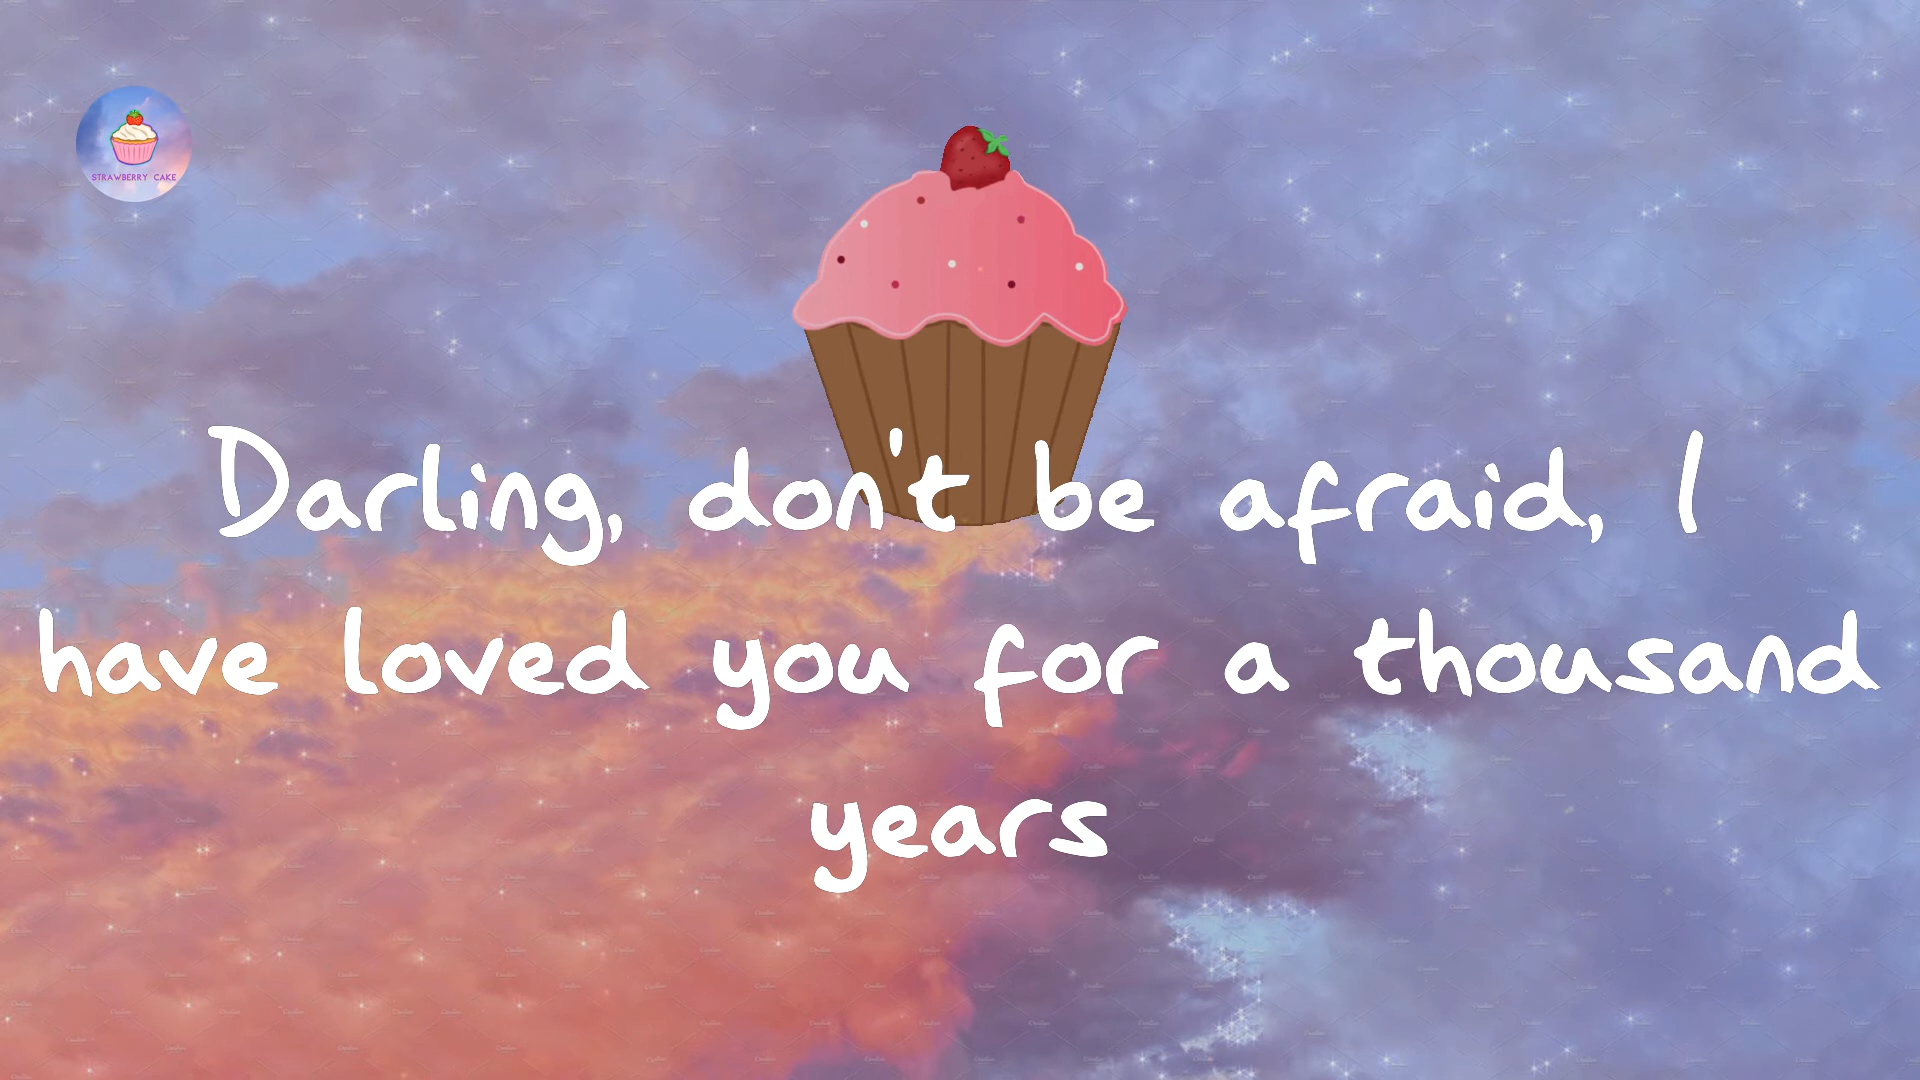 STRAWBERRY CAKE
Darling, don't be afraid, I
have loved you for a thousand
years